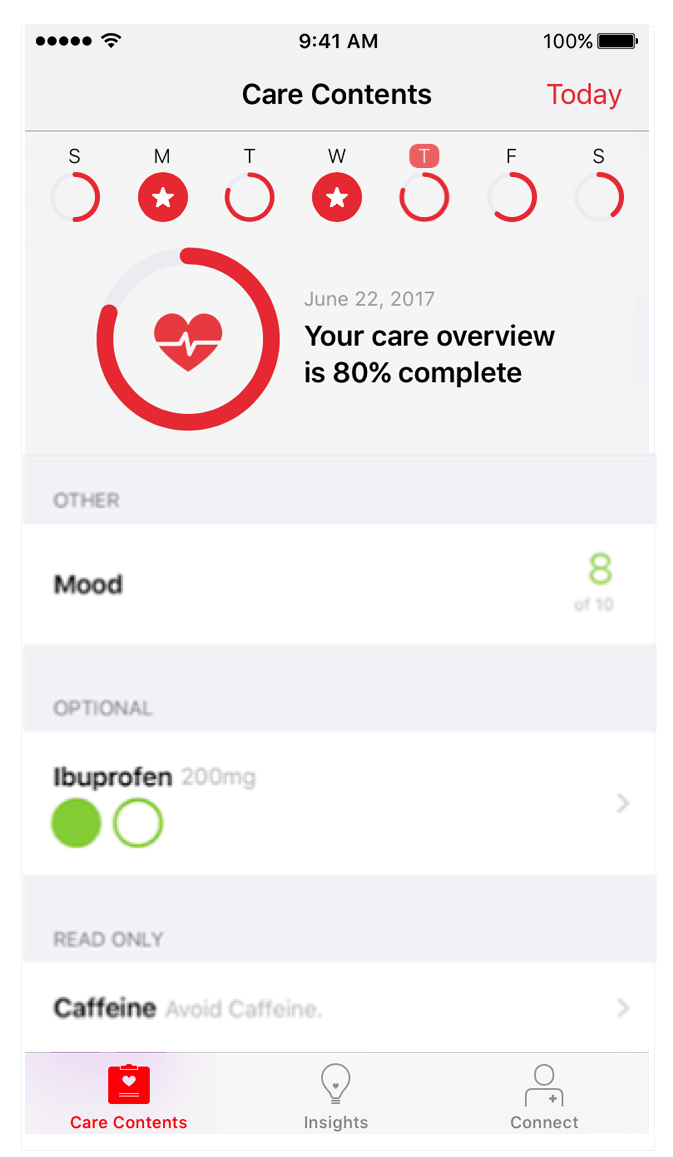 9:41 AM 100%
Care Contents Today
S M T W T F S
June 22, 2017
Your care overview
is 80% complete
OTHER
Mood 8
of 10
OPTIONAL
Ibuprofen 200mg
READ ONLY
Caffeine Avoid Caffeine.
Care Contents Insights Connect